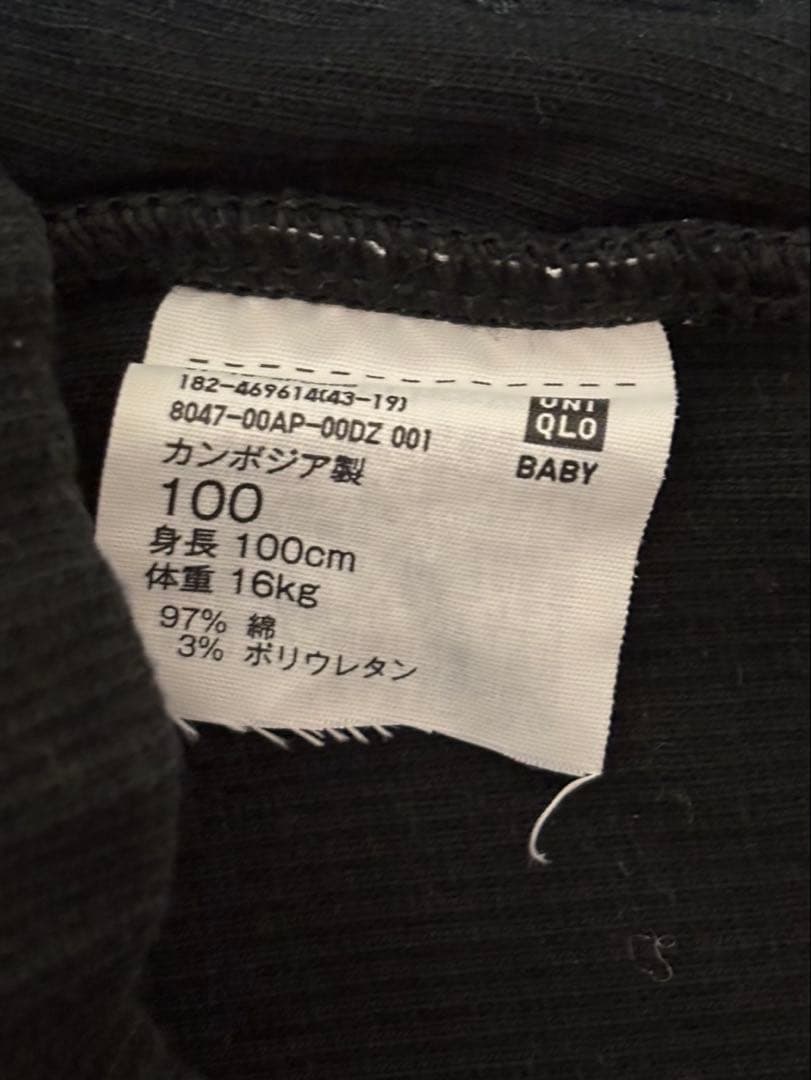 182-469614(43-19)
8047-00AP-00DZ 001
カンボジア製
100
身長 100cm
体重 16kg
97% 綿
3% ポリウレタン
UNI
QLO
BABY